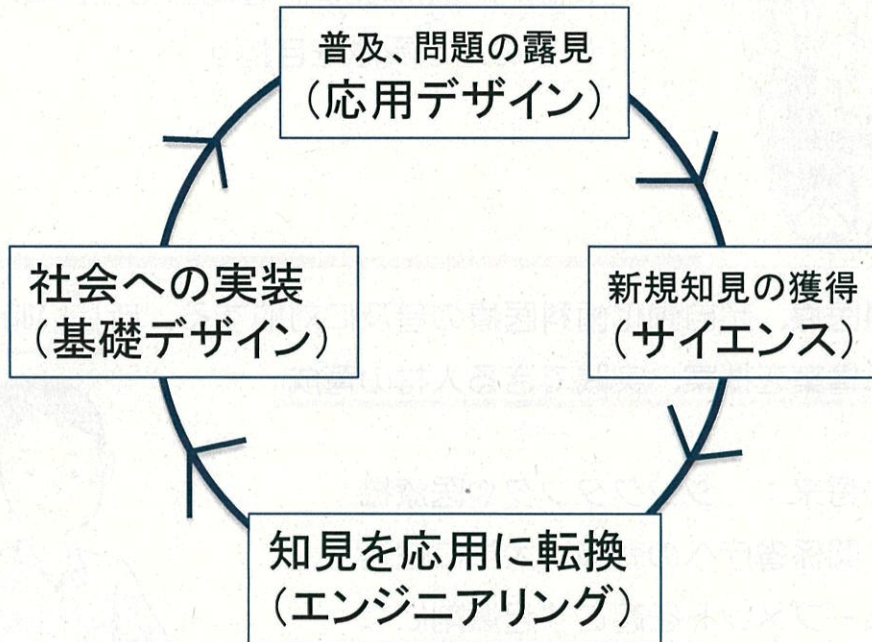 普及、問題の露見
（応用デザイン）
社会への実装
（基礎デザイン）
新規知見の獲得
（サイエンス）
知見を応用に転換
（エンジニアリング）